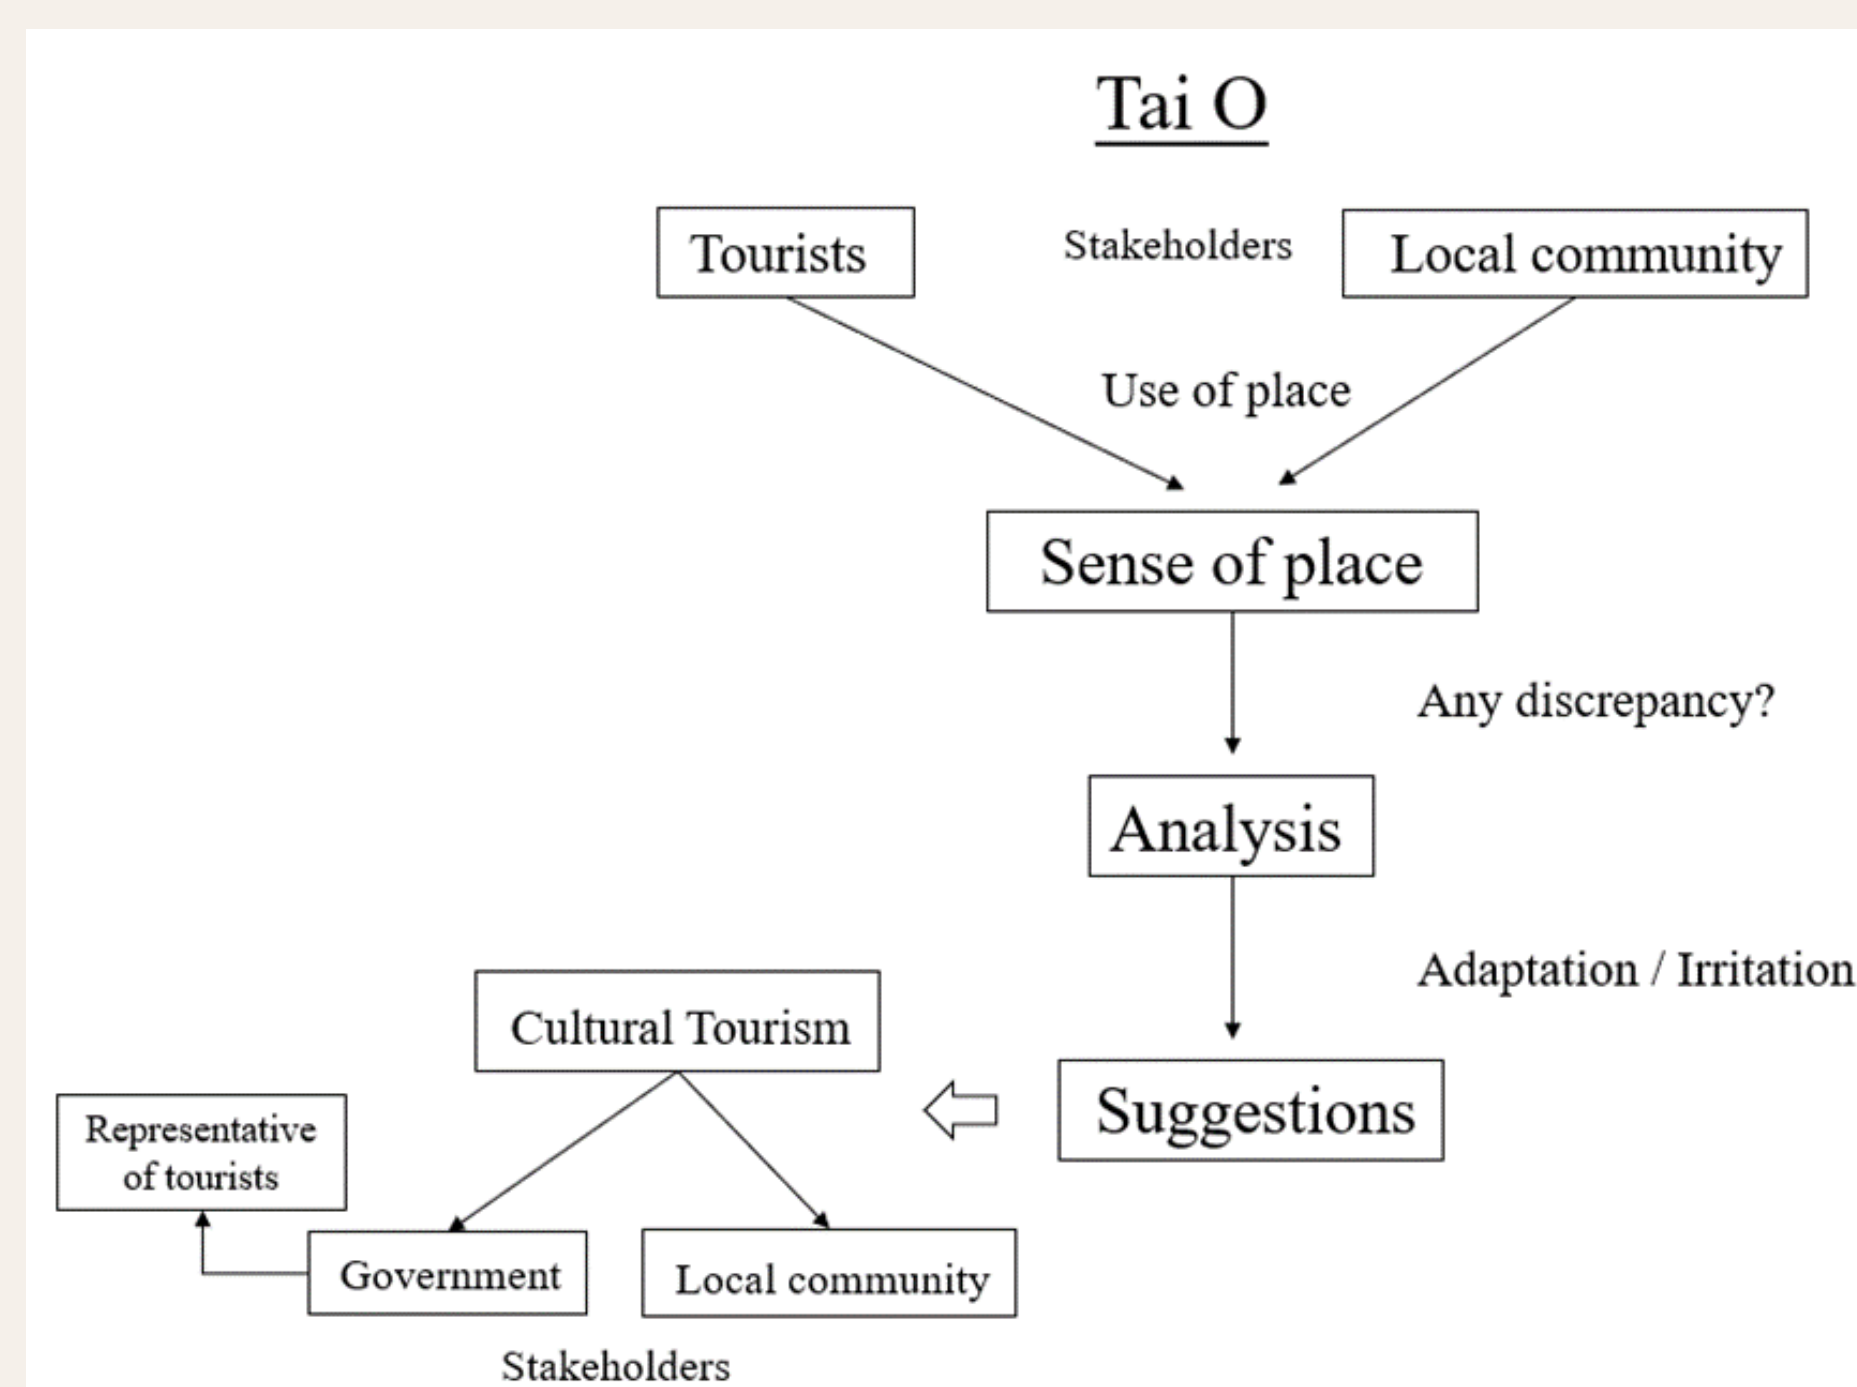 Tai O
Tourists
Stakeholders
Local community
Use of place
Sense of place
Any discrepancy?
Analysis
Adaptation / Irritation
Suggestions
Cultural Tourism
Representative
of tourists
Government
Local community
Stakeholders